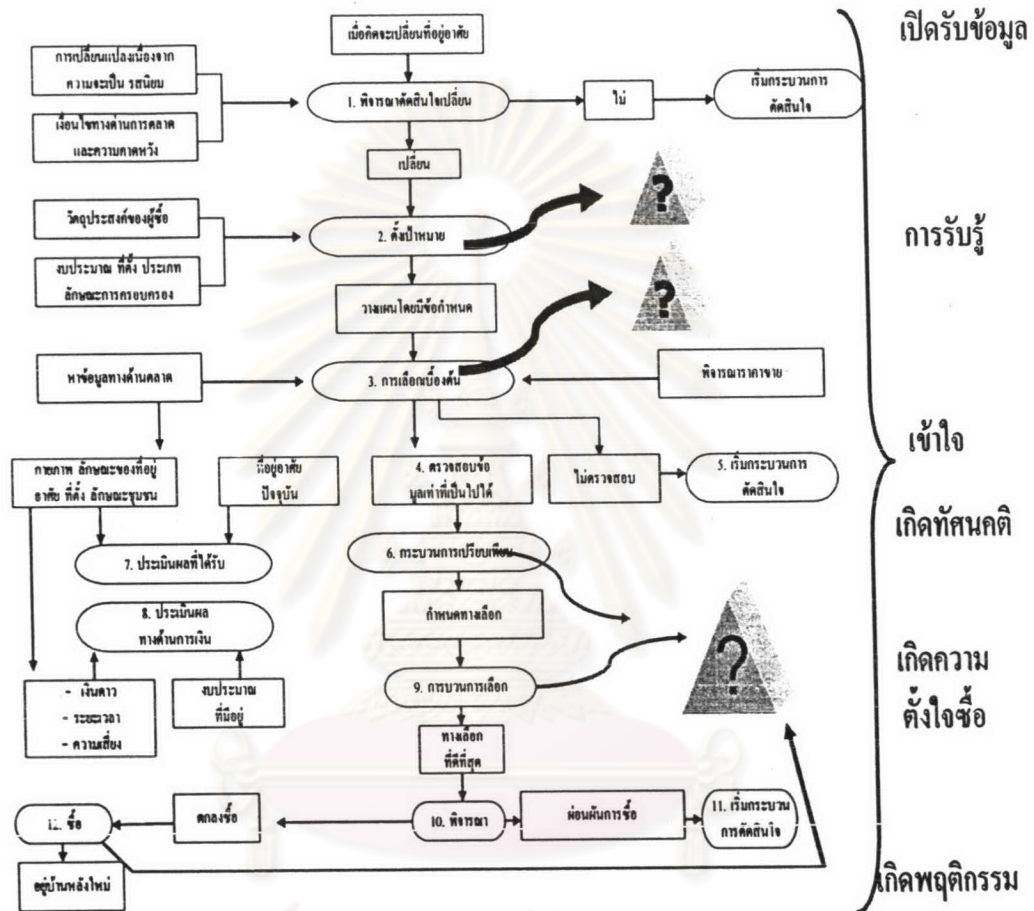 เปิดรับข้อมูล
เมื่อคิดจะเปลี่ยนที่อยู่อาศัย
การเปลี่ยนแปลงเนื่องจาก
ความจะเป็น รสนิยม
1. พิจารณาตัดสินใจเปลี่ยน
ไม่
เริ่มกระบวนการ
ตัดสินใจ
เงื่อนไขทางด้านการตลาด
และความคาดหวัง
เปลี่ยน
?
วัตถุประสงค์ของผู้ซื้อ
2. ตั้งเป้าหมาย
การรับรู้
งบประมาณ ที่ตั้ง ประเภท
ลักษณะการครอบครอง
?
วางแผนโดยมีข้อกำหนด
หาข้อมูลทางด้านตลาด
3. การเลือกเบื้องต้น
พิจารณาราคาขาย
เข้าใจ
กายภาพ ลักษณะของที่อยู่
อาศัย ที่ตั้ง ลักษณะชุมชน
ที่อยู่อาศัย
ปัจจุบัน
4. ตรวจสอบข้อ
มูลเท่าที่เป็นไปได้
ไม่ตรวจสอบ
5. เริ่มกระบวนการ
ตัดสินใจ
เกิดทัศนคติ
6. กระบวนการเปรียบเทียบ
7. ประเมินผลที่ได้รับ
8. ประเมินผล
ทางด้านการเงิน
กำหนดทางเลือก
?
เกิดความ
ตั้งใจซื้อ
9. การบวนการเลือก
- เงินดาว
- ระยะเวลา
- ความเสี่ยง
งบประมาณ
ที่มีอยู่
ทางเลือก
ที่ดีที่สุด
12. ซื้อ
ตกลงซื้อ
10. พิจารณา
ผ่อนผันการซื้อ
11. เริ่มกระบวน
การตัดสินใจ
อยู่บ้านหลังใหม่
เกิดพฤติกรรม